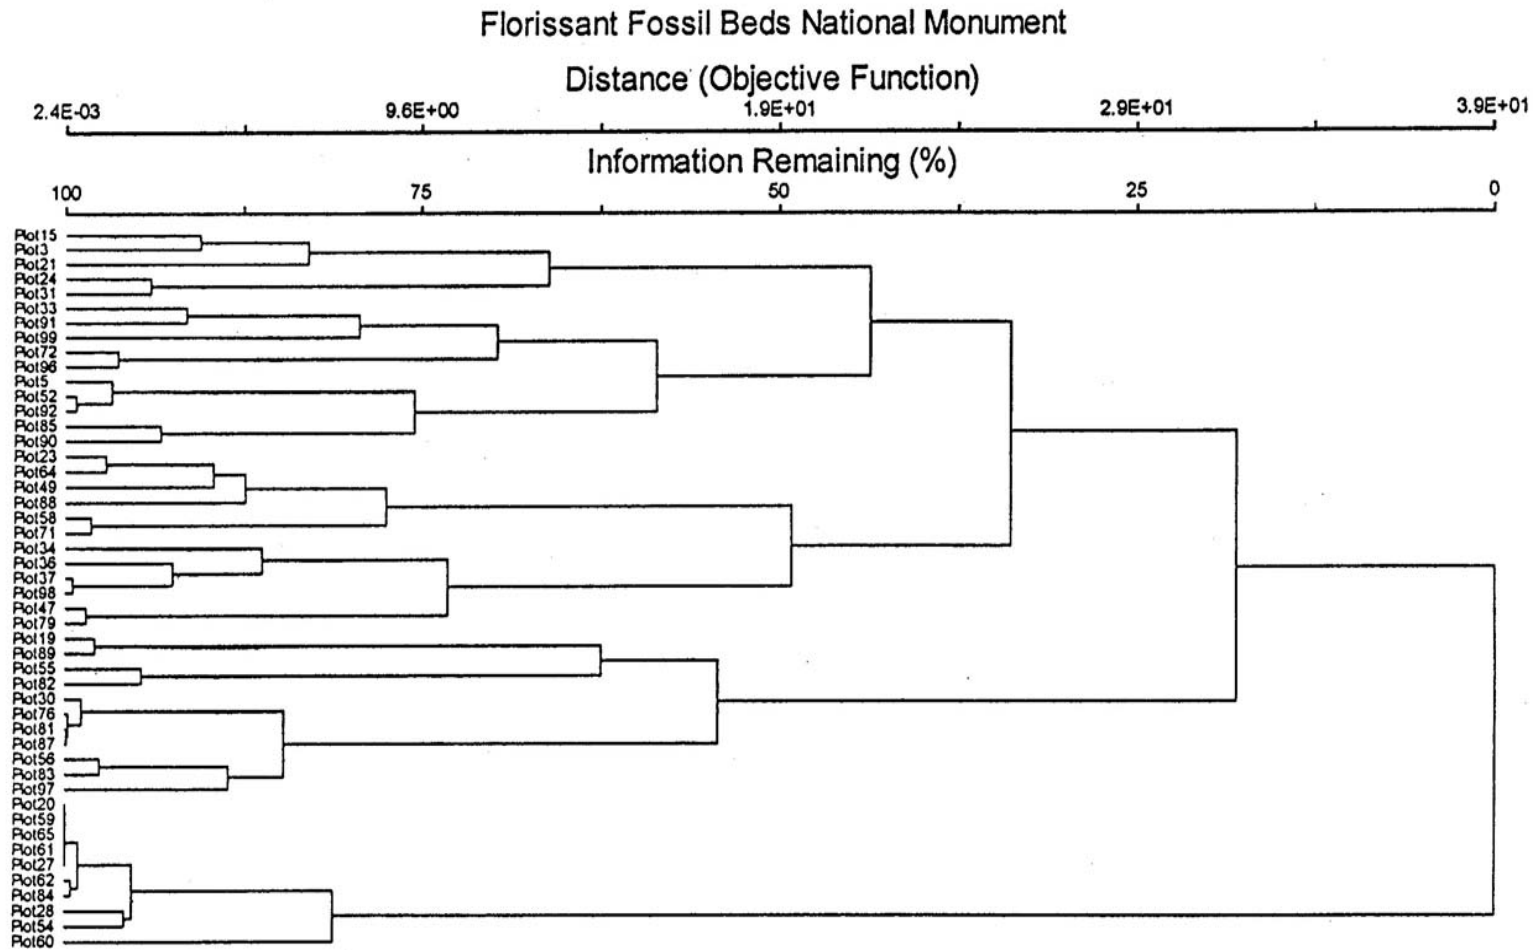 Florissant Fossil Beds National Monument
Distance (Objective Function)
2.4E-03 9.6E+00 1.9E+01 2.9E+01 3.9E+01
Information Remaining (%)
100 75 50 25 0
Plot15
Plot3
Plot21
Plot24
Plot31
Plot33
Plot91
Plot99
Plot72
Plot96
Plot5
Plot52
Plot92
Plot85
Plot90
Plot23
Plot64
Plot49
Plot88
Plot58
Plot71
Plot34
Plot36
Plot37
Plot98
Plot47
Plot79
Plot19
Plot89
Plot55
Plot82
Plot30
Plot76
Plot81
Plot87
Plot56
Plot83
Plot97
Plot20
Plot59
Plot65
Plot61
Plot27
Plot62
Plot84
Plot28
Plot54
Plot60